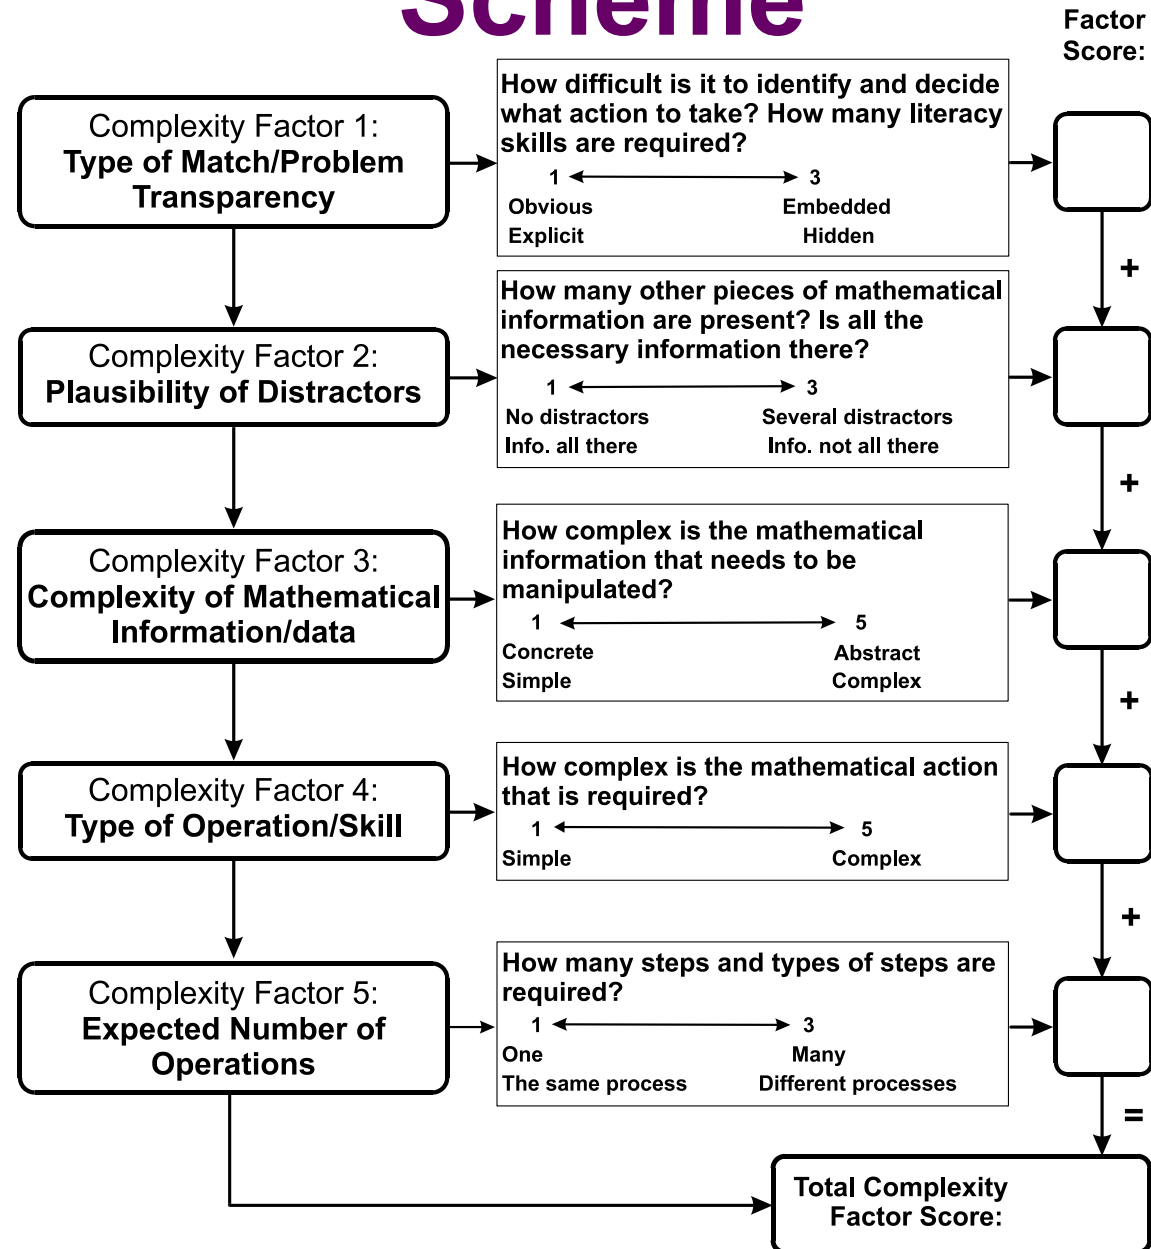 Scheme
Factor
Score:
Complexity Factor 1:
Type of Match/Problem
Transparency
How difficult is it to identify and decide
what action to take? How many literacy
skills are required?
1 3
Obvious Embedded
Explicit Hidden
+
Complexity Factor 2:
Plausibility of Distractors
How many other pieces of mathematical
information are present? Is all the
necessary information there?
1 3
No distractors Several distractors
Info. all there Info. not all there
+
Complexity Factor 3:
Complexity of Mathematical
Information/data
How complex is the mathematical
information that needs to be
manipulated?
1 5
Concrete Abstract
Simple Complex
+
Complexity Factor 4:
Type of Operation/Skill
How complex is the mathematical action
that is required?
1 5
Simple Complex
+
Complexity Factor 5:
Expected Number of
Operations
How many steps and types of steps are
required?
1 3
One Many
The same process Different processes
=
Total Complexity
Factor Score: